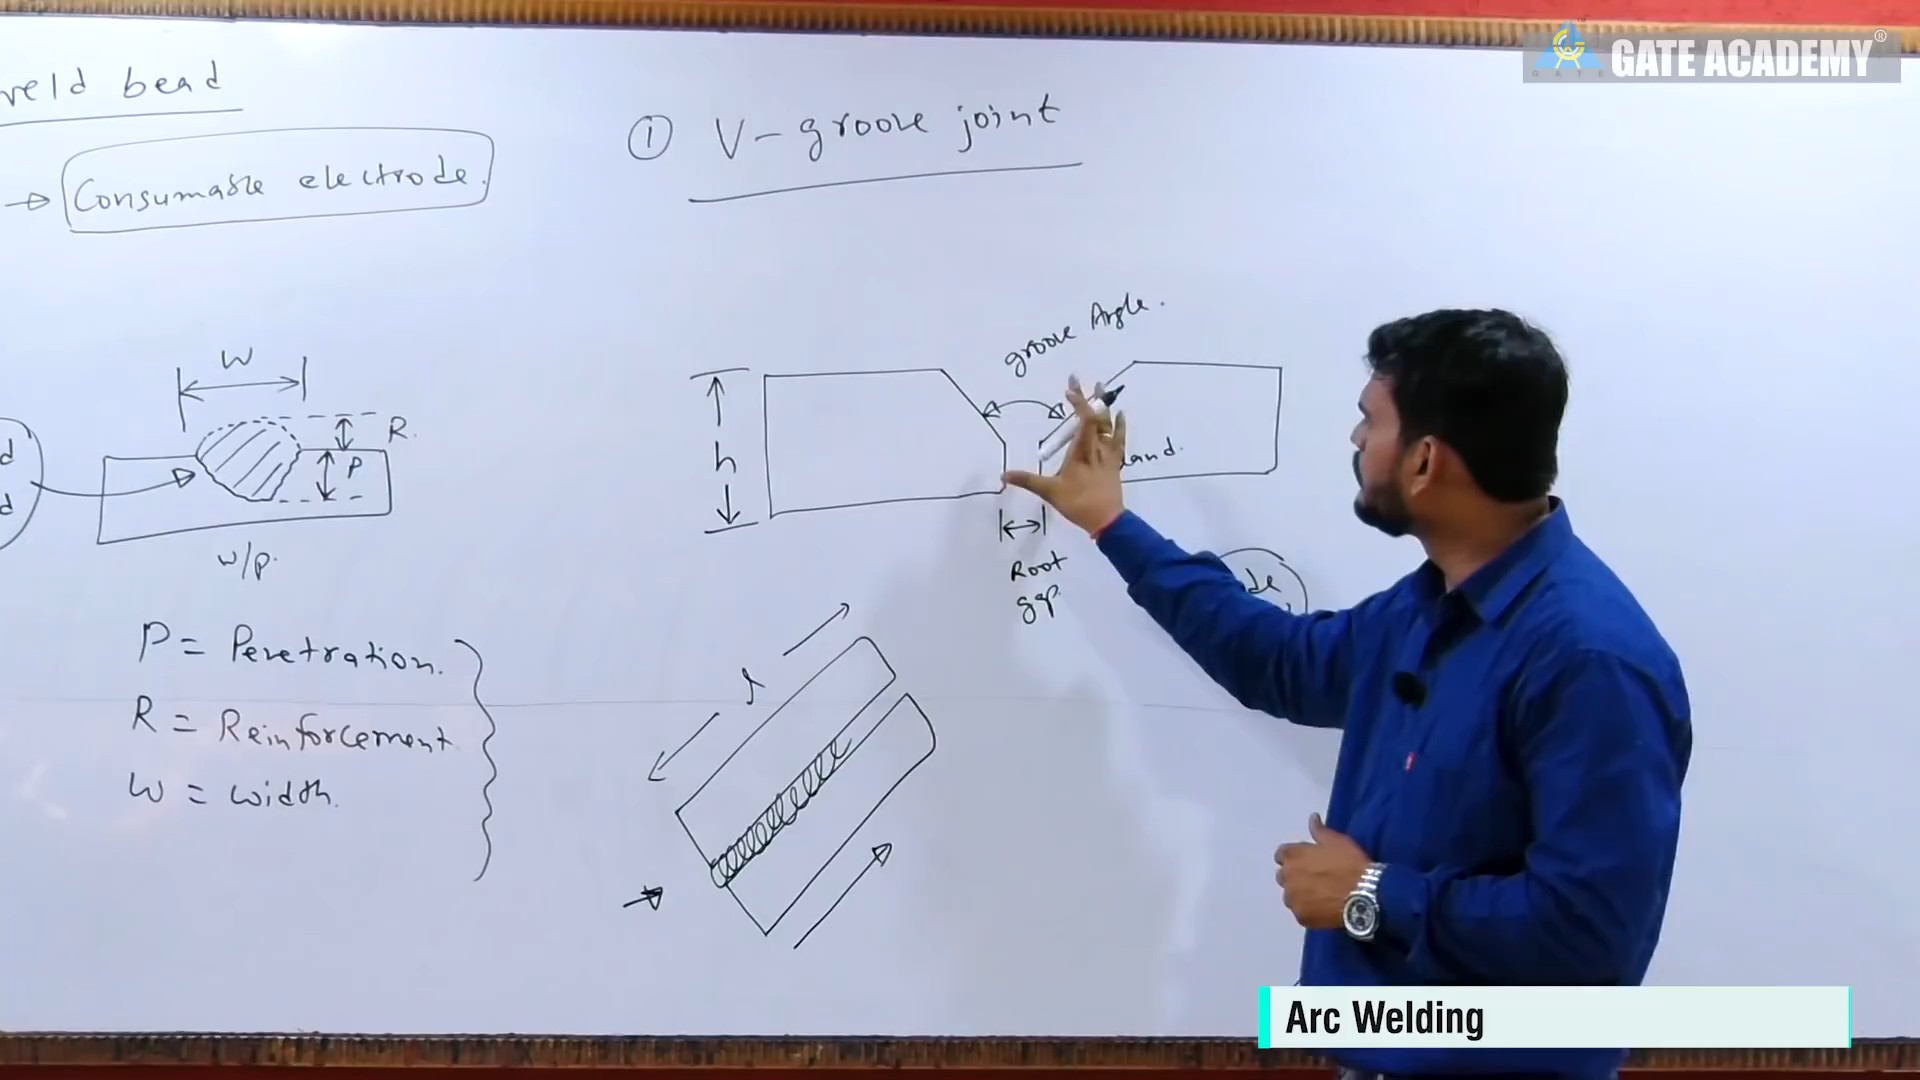 weld bead
Consumable electrode.
① V-groove joint
groove Angle.
W
R.
P
w/p.
h
land.
Root
gap
l
P = Penetration.
R = Reinforcement
W = width.
GATE ACADEMY®
GATE
Arc Welding